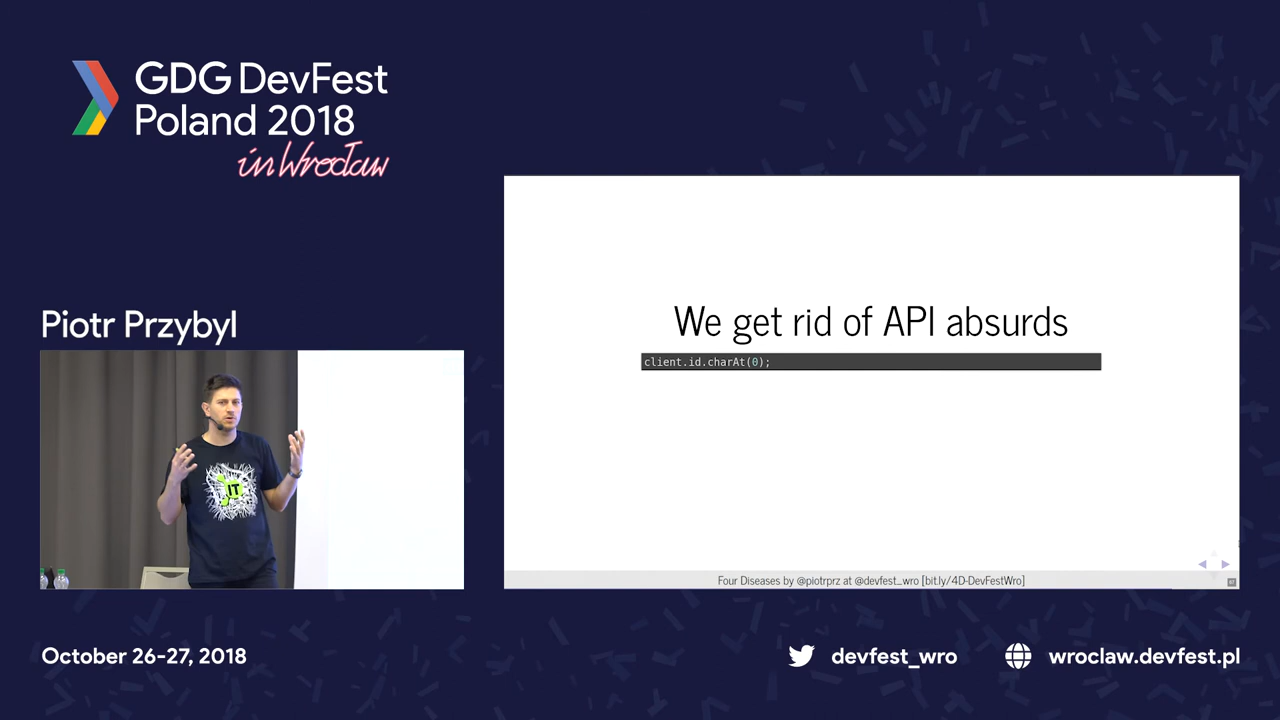 GDG DevFest
Poland 2018
in Wrocław
Piotr Przybyl
IT
We get rid of API absurds
client.id.charAt(0);
Four Diseases by @piotrprz at @devfest_wro [bit.ly/4D-DevFestWro]
October 26-27, 2018
devfest_wro
wroclaw.devfest.pl